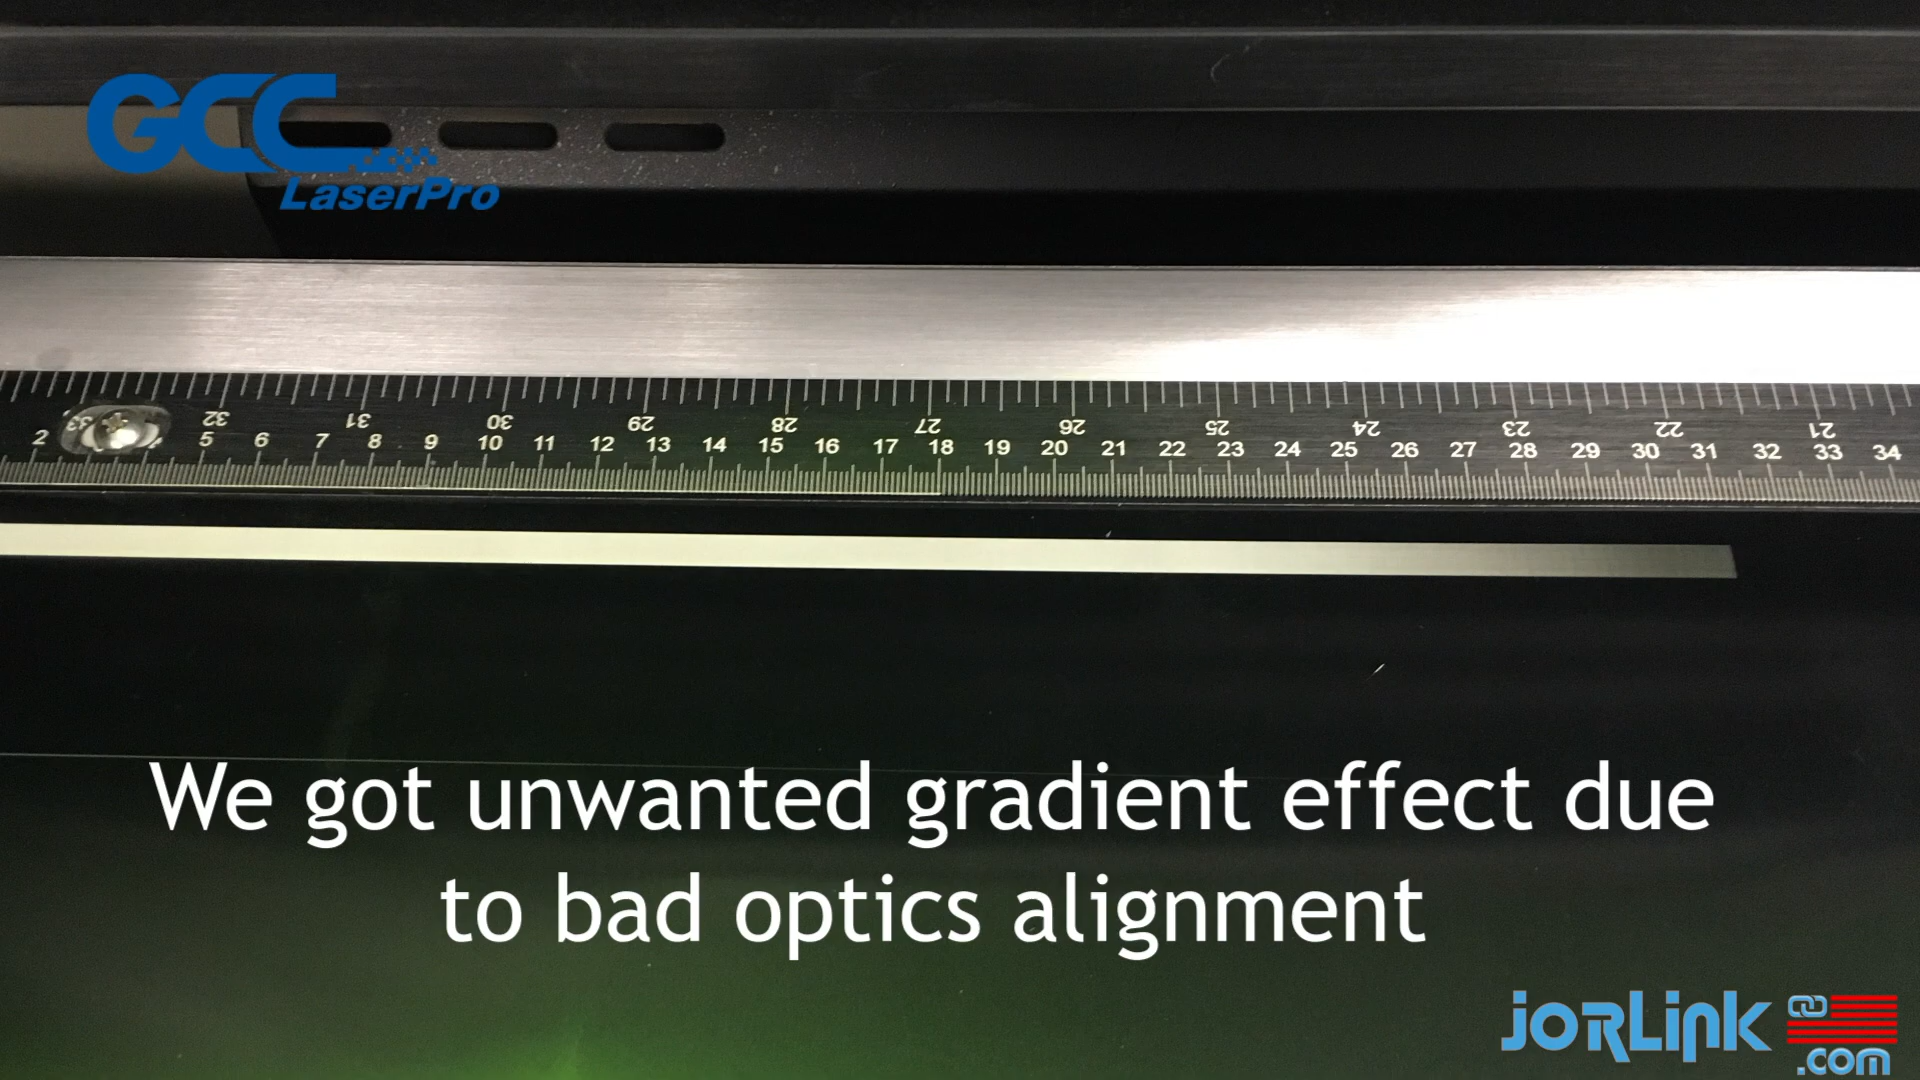 GCC
LaserPro
33 32 31 30 29 28 27 26 25 24 23 22 21
2 5 6 7 8 9 10 11 12 13 14 15 16 17 18 19 20 21 22 23 24 25 26 27 28 29 30 31 32 33 34
We got unwanted gradient effect due
to bad optics alignment
JORLink
.com